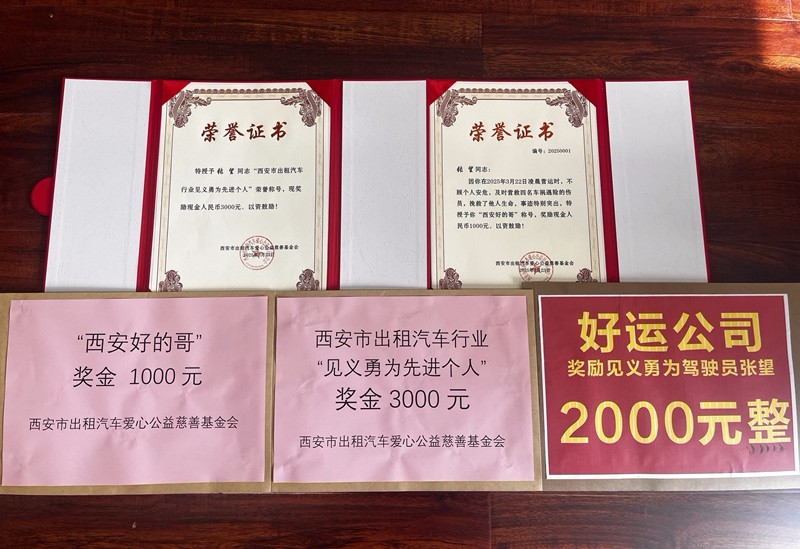 荣誉证书
特授予张望同志“西安市出租汽车
行业见义勇为先进个人”荣誉称号，现奖
励现金人民币3000元。以资鼓励！
西安市出租汽车爱心公益慈善基金会
荣誉证书
编号：20250001
张望同志：
因你在2025年3月22日凌晨营运时，不
顾个人安危，及时营救四名车祸遇险的伤
员，挽救了他人生命，事迹特别突出，特
授予你“西安好的哥”称号，奖励现金人
民币1000元。以资鼓励！
西安市出租汽车爱心公益慈善基金会
“西安好的哥”
奖金 1000 元
西安市出租汽车爱心公益慈善基金会
西安市出租汽车行业
“见义勇为先进个人”
奖金 3000 元
西安市出租汽车爱心公益慈善基金会
好运公司
奖励见义勇为驾驶员张望
2000元整